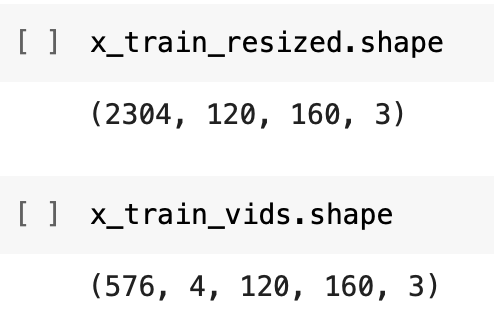 [ ] x_train_resized.shape
(2304, 120, 160, 3)
[ ] x_train_vids.shape
(576, 4, 120, 160, 3)